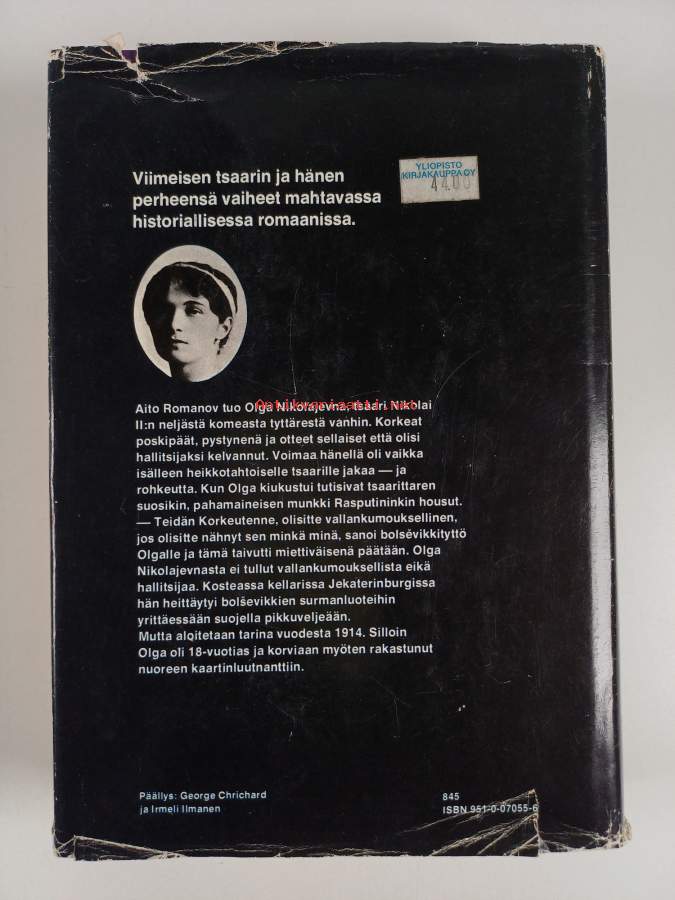 Viimeisen tsaarin ja hänen
perheensä vaiheet mahtavassa
historiallisessa romaanissa.
YLIOPISTO
KIRJAKAUPPA OY
44.00
Antikvariaatti.net
Aito Romanov tuo Olga Nikolajevna, tsaari Nikolai
II:n neljästä komeasta tyttärestä vanhin. Korkeat
poskipäät, pystynenä ja otteet sellaiset että olisi
hallitsijaksi kelvannut. Voimaa hänellä oli vaikka
isälleen heikkotahtoiselle tsaarille jakaa — ja
rohkeutta. Kun Olga kiukustui tutisivat tsaarittaren
suosikin, pahamaineisen munkki Rasputininkin housut.
— Teidän Korkeutenne, olisitte vallankumouksellinen,
jos olisitte nähnyt sen minkä minä, sanoi bolševikkityttö
Olgalle ja tämä taivutti miettiväisenä päätään. Olga
Nikolajevnasta ei tullut vallankumouksellista eikä
hallitsijaa. Kosteassa kellarissa Jekaterinburgissa
hän heittäytyi bolševikkien surmanluoteihin
yrittäessään suojella pikkuveljeään.
Mutta aloitetaan tarina vuodesta 1914. Silloin
Olga oli 18-vuotias ja korviaan myöten rakastunut
nuoreen kaartinluutnanttiin.
Päällys: George Chrichard
ja Irmeli Ilmanen
845
ISBN 951-0-07055-6